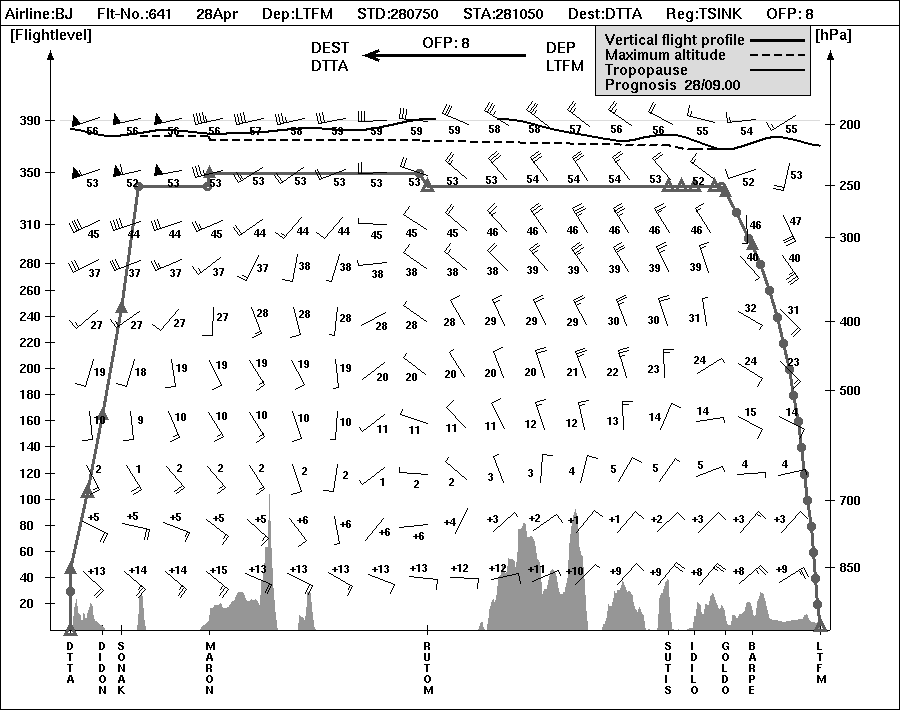 Airline:BJ Flt-No.:641 28Apr Dep:LTFM STD:280750 STA:281050 Dest:DTTA Reg:TSINK OFP: 8
[Flightlevel] [hPa]
DEST OFP: 8 DEP
DTTA LTFM
Vertical flight profile
Maximum altitude
Tropopause
Prognosis 28/09.00
390 200
56 56 56 56 57 58 59 59 59 59 58 58 57 56 56 55 54 55
350 250
53 52 53 53 53 53 53 53 53 53 53 54 54 54 53 52 52 53
310 300
45 44 44 45 44 44 44 45 45 45 46 46 46 46 46 46 46 47
280
37 37 37 37 37 38 38 38 38 38 38 39 39 39 39 39 40 40
260
240 400
27 27 27 27 28 28 28 28 28 28 29 29 29 30 30 31 32 31
220
200
19 18 19 19 19 19 19 20 20 20 20 20 21 22 23 24 24 23
180 500
160
10 9 10 10 10 10 10 11 11 11 11 12 12 13 14 14 15 14
140
120
2 1 2 2 2 2 2 1 2 2 3 3 4 5 5 5 4 4
100 700
80
+5 +5 +5 +5 +5 +6 +6 +6 +6 +4 +3 +2 +1 +1 +2 +3 +3 +3
60
850
40
+13 +14 +14 +15 +13 +13 +13 +13 +13 +12 +12 +11 +10 +9 +9 +8 +8 +9
20
DTTA DIDON SONAK MARON RUTOM SUTIS IDILO GOLDO BARPE LTFM